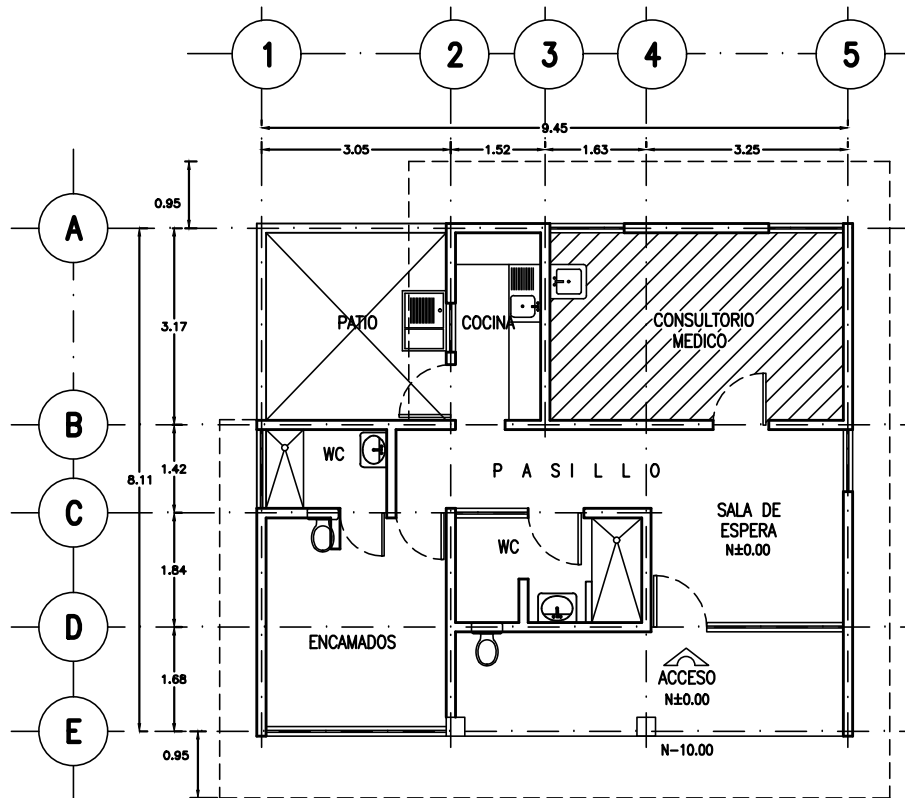 1 2 3 4 5
9.45
3.05 1.52 1.63 3.25
0.95
A
3.17
PATIO
COCINA
CONSULTORIO
MEDICO
B
1.42
WC
P A S I L L O
8.11
C
SALA DE
ESPERA
N±0.00
WC
1.84
D
ENCAMADOS
1.68
ACCESO
N±0.00
E
0.95
N-10.00